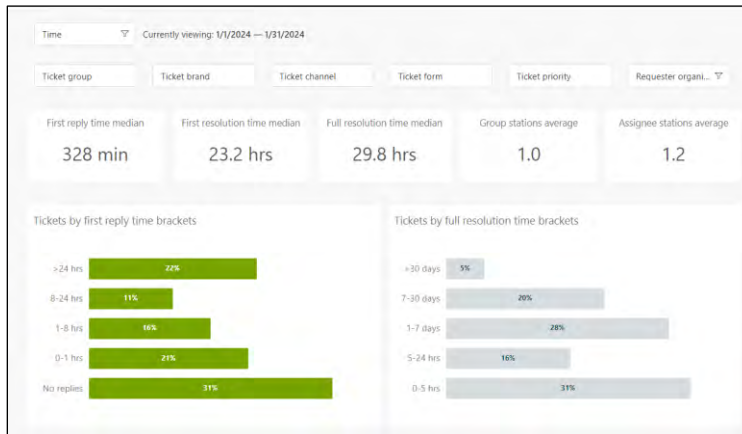 Time
Currently viewing: 1/1/2024 — 1/31/2024
Ticket group
Ticket brand
Ticket channel
Ticket form
Ticket priority
Requester organi...
First reply time median
328 min
First resolution time median
23.2 hrs
Full resolution time median
29.8 hrs
Group stations average
1.0
Assignee stations average
1.2
Tickets by first reply time brackets
>24 hrs 22%
8-24 hrs 11%
1-8 hrs 16%
0-1 hrs 21%
No replies 31%
Tickets by full resolution time brackets
>30 days 5%
7-30 days 20%
1-7 days 28%
5-24 hrs 16%
0-5 hrs 31%